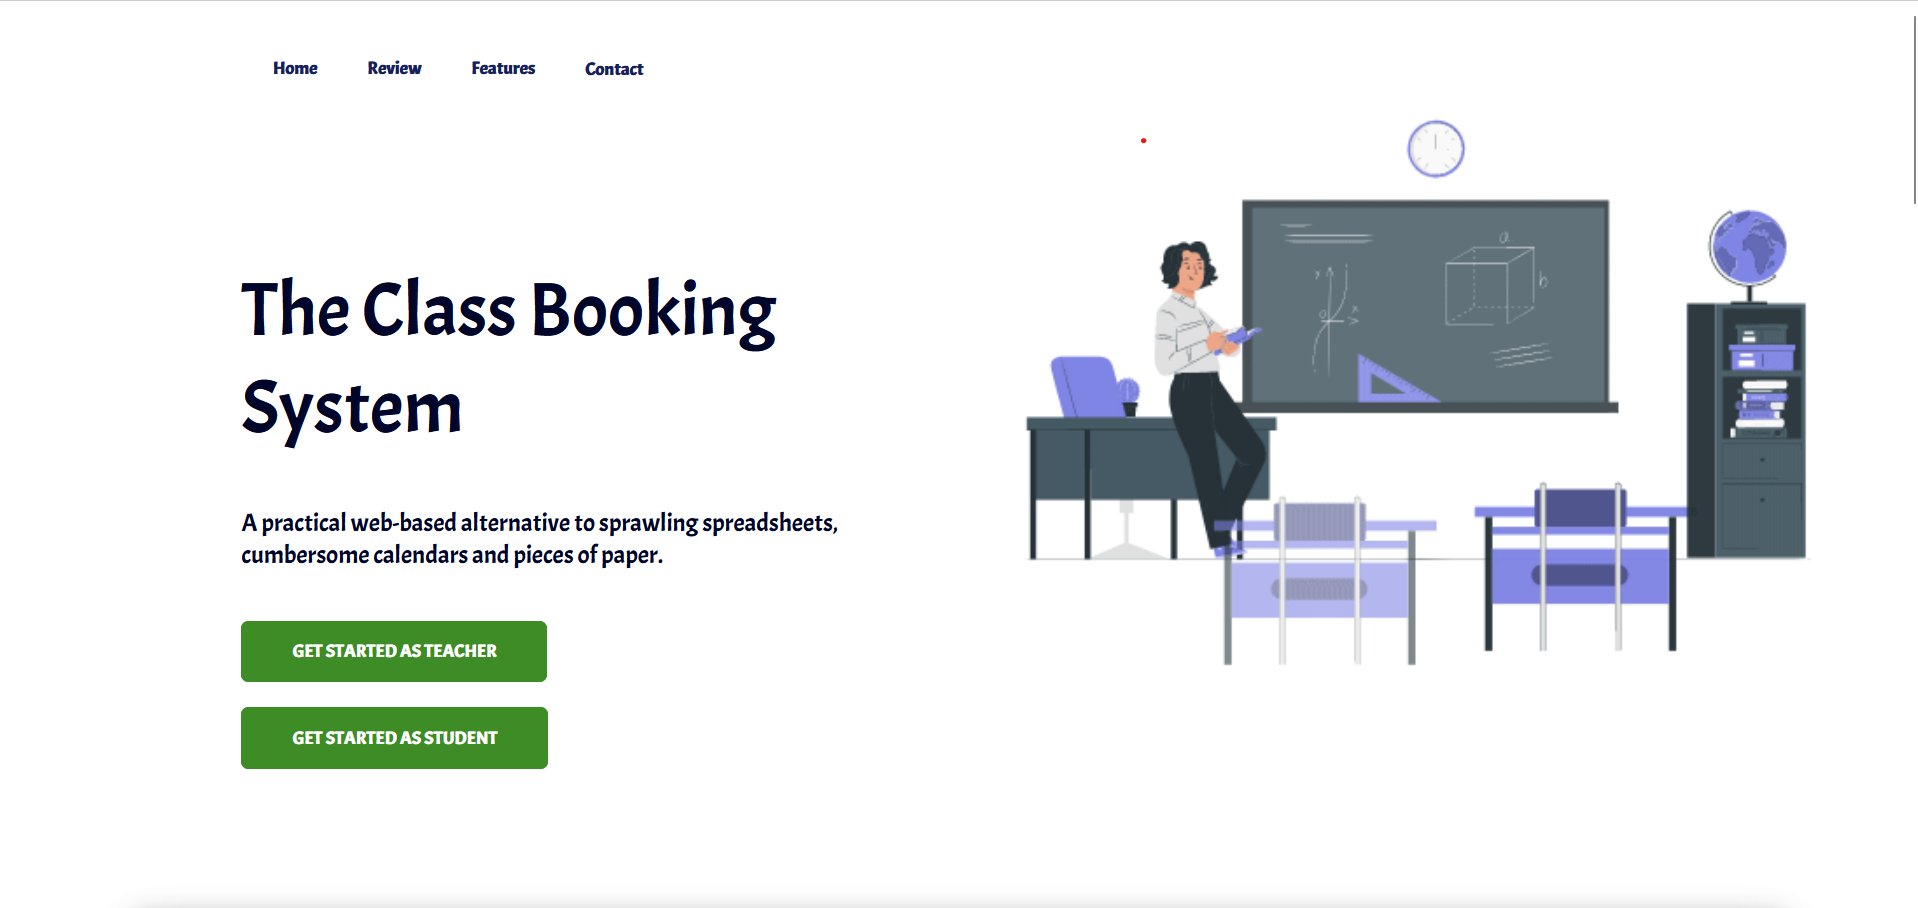 Home Review Features Contact
The Class Booking
System
A practical web-based alternative to sprawling spreadsheets,
cumbersome calendars and pieces of paper.
GET STARTED AS TEACHER
GET STARTED AS STUDENT
a
b
Y
X
0